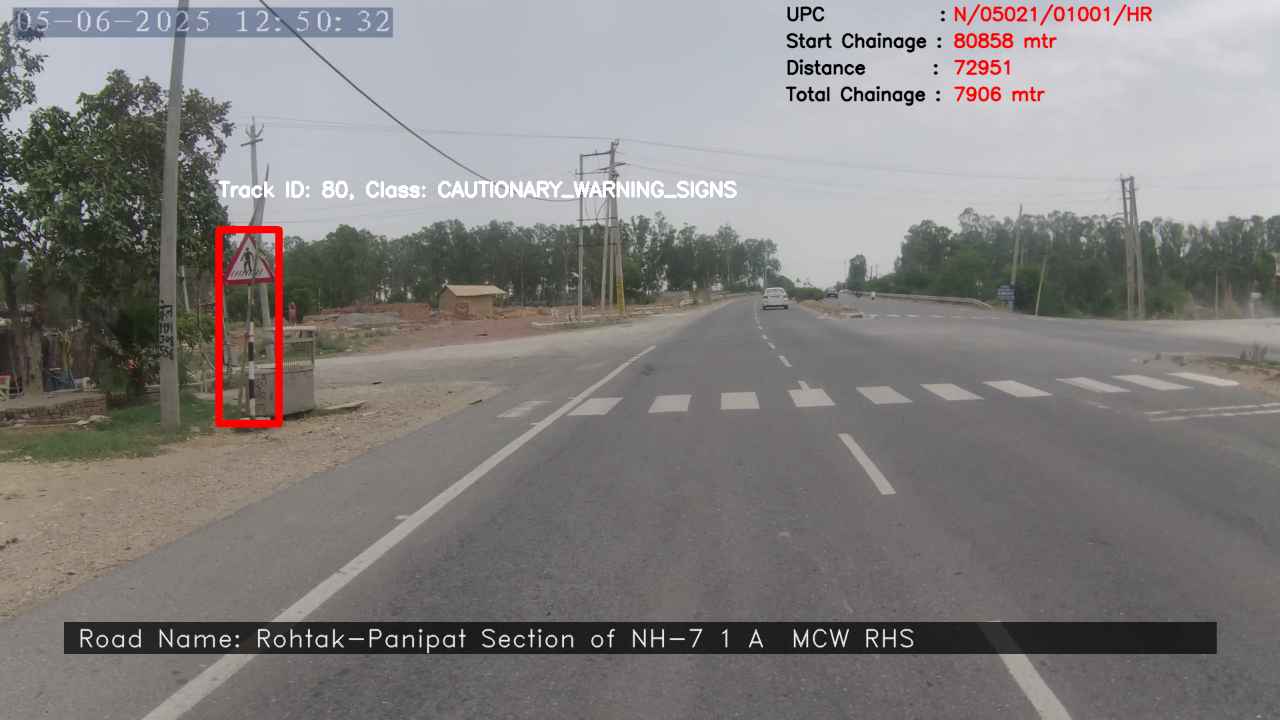 05-06-2025 12:50:32
UPC : N/05021/01001/HR
Start Chainage : 80858 mtr
Distance : 72951
Total Chainage : 7906 mtr
Track ID: 80, Class: CAUTIONARY_WARNING_SIGNS
Road Name: Rohtak-Panipat Section of NH-7 1 A MCW RHS